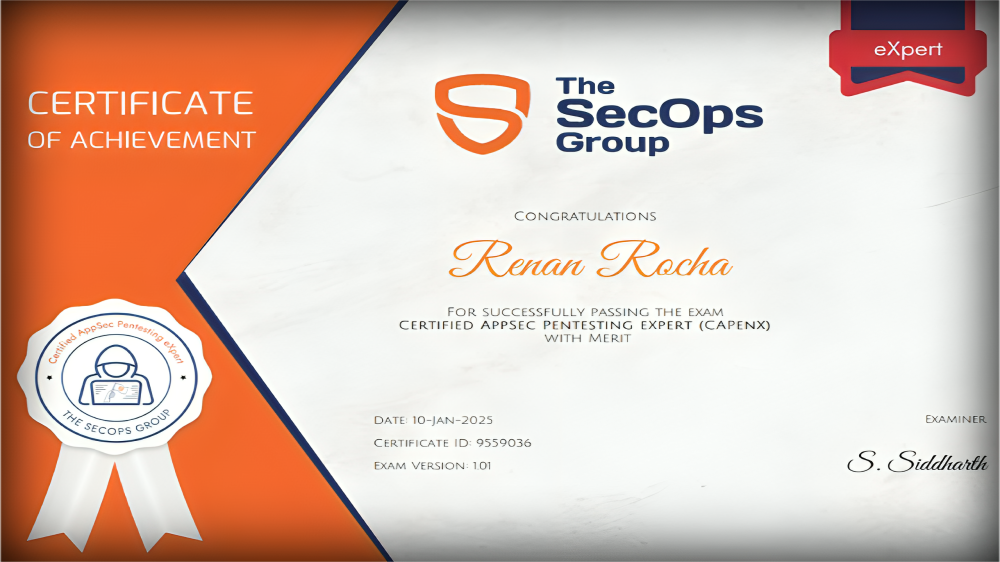 CERTIFICATE
OF ACHIEVEMENT
eXpert
The
SecOps
Group
CONGRATULATIONS
Renan Rocha
FOR SUCCESSFULLY PASSING THE EXAM
CERTIFIED APPSEC PENTESTING EXPERT (CAPENX)
WITH MERIT
Certified AppSec Pentesting eXpert
THE SECOPS GROUP
DATE: 10-JAN-2025
CERTIFICATE ID: 9559036
EXAM VERSION: 1.01
EXAMINER
S. Siddharth